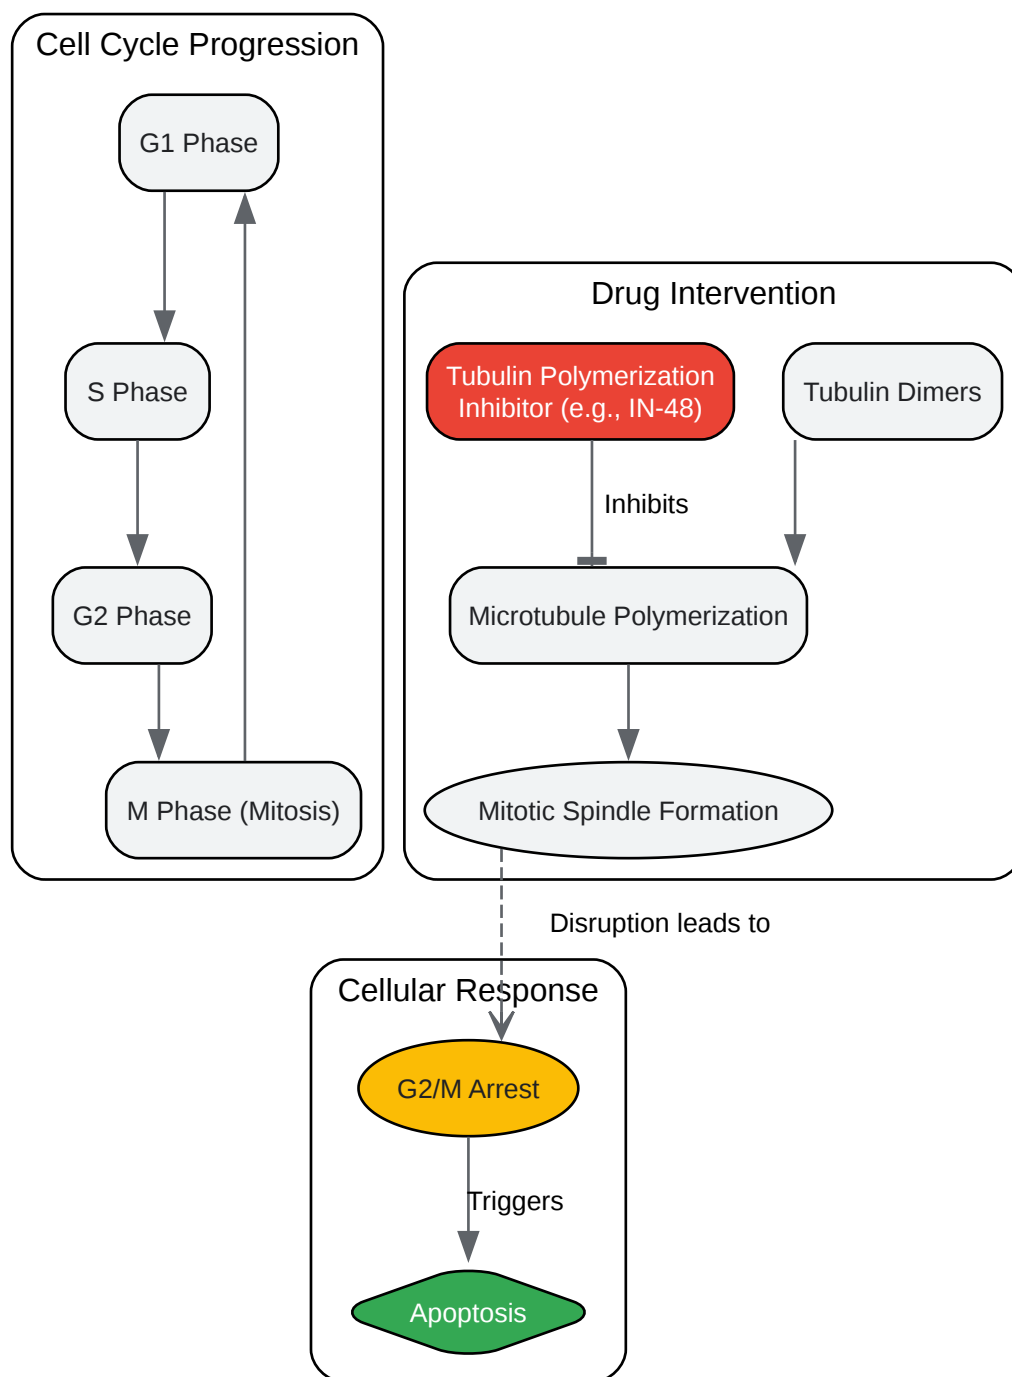 Cell Cycle Progression
G1 Phase
S Phase
G2 Phase
M Phase (Mitosis)
Drug Intervention
Tubulin Polymerization
Inhibitor (e.g., IN-48)
Tubulin Dimers
Inhibits
Microtubule Polymerization
Mitotic Spindle Formation
Disruption leads to
Cellular Response
G2/M Arrest
Triggers
Apoptosis